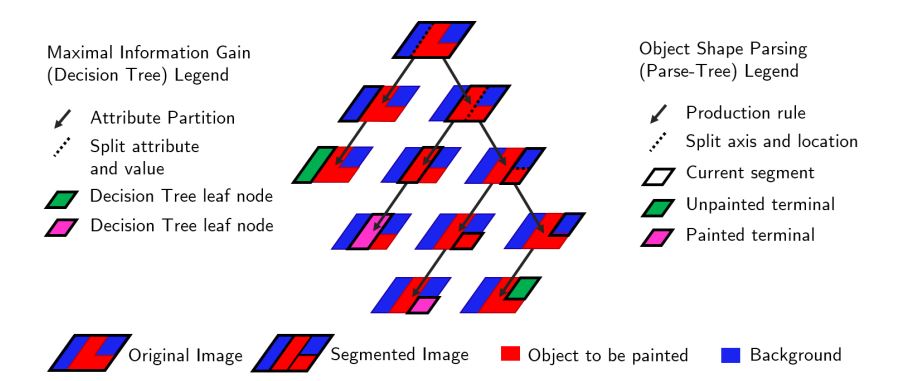 Maximal Information Gain
(Decision Tree) Legend
Attribute Partition
Split attribute
and value
Decision Tree leaf node
Decision Tree leaf node
Object Shape Parsing
(Parse-Tree) Legend
Production rule
Split axis and location
Current segment
Unpainted terminal
Painted terminal
Original Image
Segmented Image
Object to be painted
Background